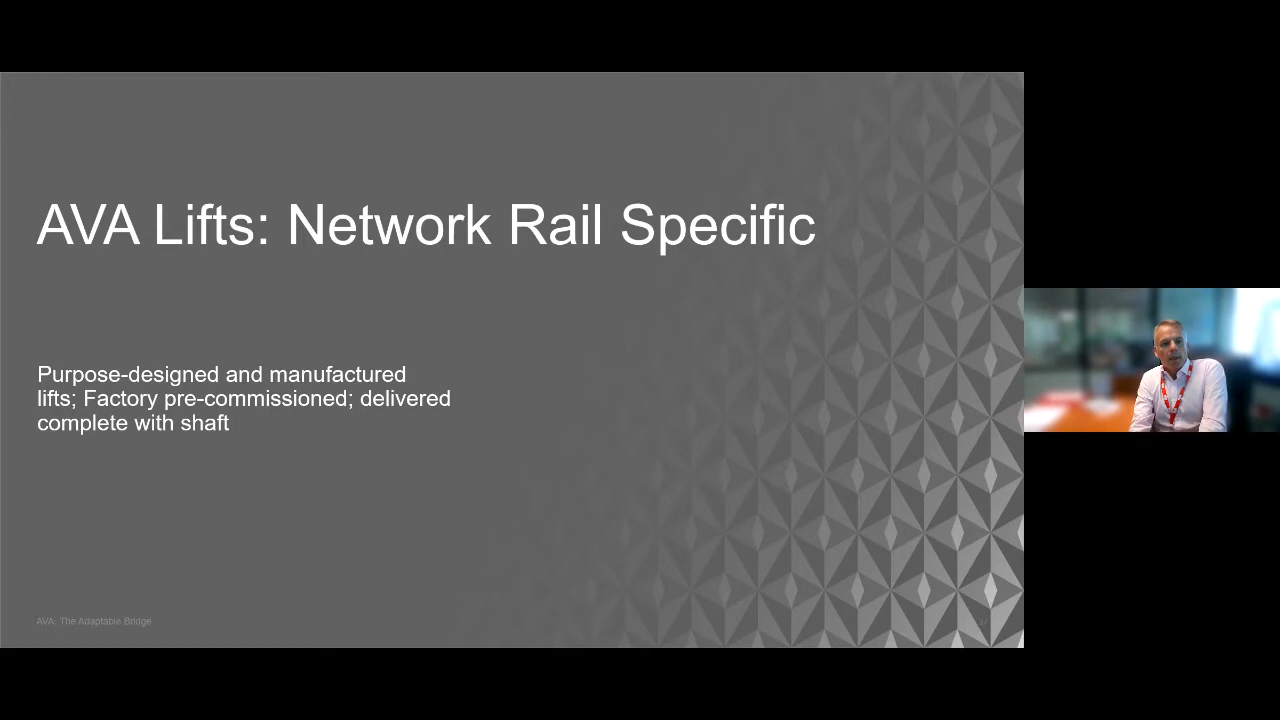 AVA Lifts: Network Rail Specific
Purpose-designed and manufactured
lifts; Factory pre-commissioned; delivered
complete with shaft
AVA: The Adaptable Bridge